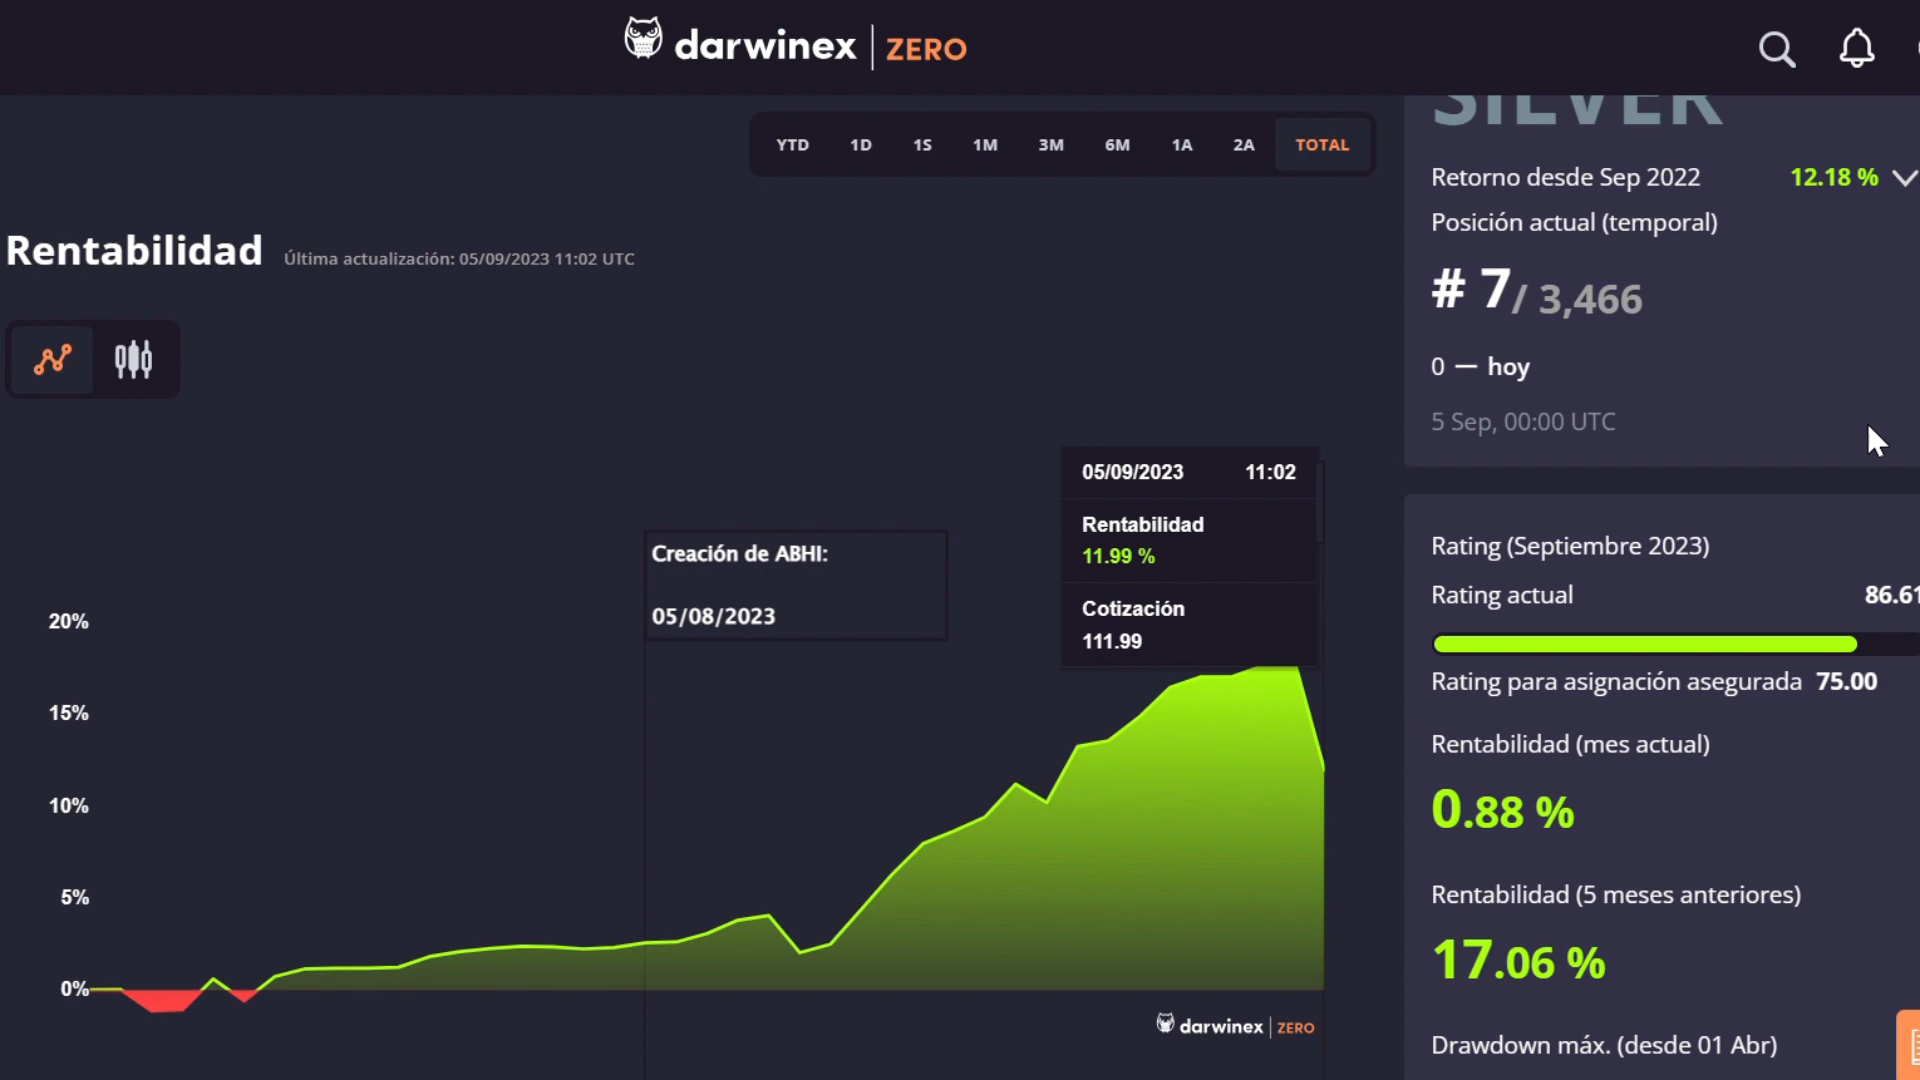 darwinex | ZERO
SILVER
YTD 1D 1S 1M 3M 6M 1A 2A TOTAL
Retorno desde Sep 2022 12.18 %
Posición actual (temporal)
# 7 / 3,466
0 — hoy
5 Sep, 00:00 UTC
Rentabilidad Última actualización: 05/09/2023 11:02 UTC
05/09/2023 11:02
Rentabilidad
11.99 %
Cotización
111.99
Creación de ABHI:
05/08/2023
20%
15%
10%
5%
0%
darwinex | ZERO
Rating (Septiembre 2023)
Rating actual 86.61
Rating para asignación asegurada 75.00
Rentabilidad (mes actual)
0.88 %
Rentabilidad (5 meses anteriores)
17.06 %
Drawdown máx. (desde 01 Abr)